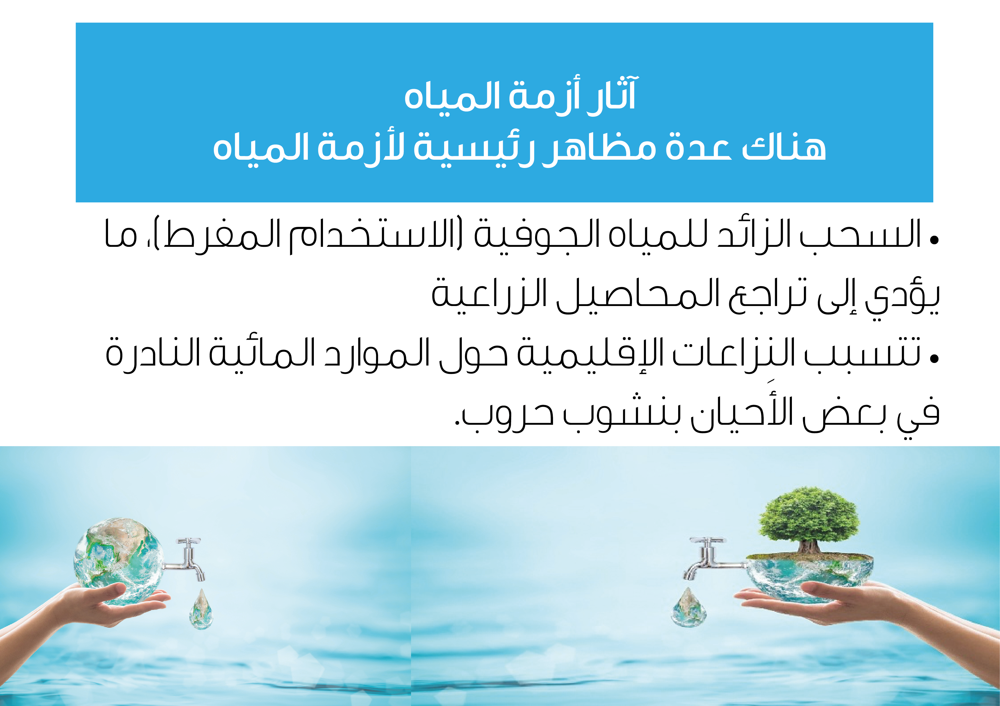 آثار أزمة المياه
هناك عدة مظاهر رئيسية لأزمة المياه
• السحب الزائد للمياه الجوفية (الاستخدام المفرط)، ما
يؤدي إلى تراجع المحاصيل الزراعية
• تتسبب النزاعات الإقليمية حول الموارد المائية النادرة
في بعض الأَحيان بنشوب حروب.